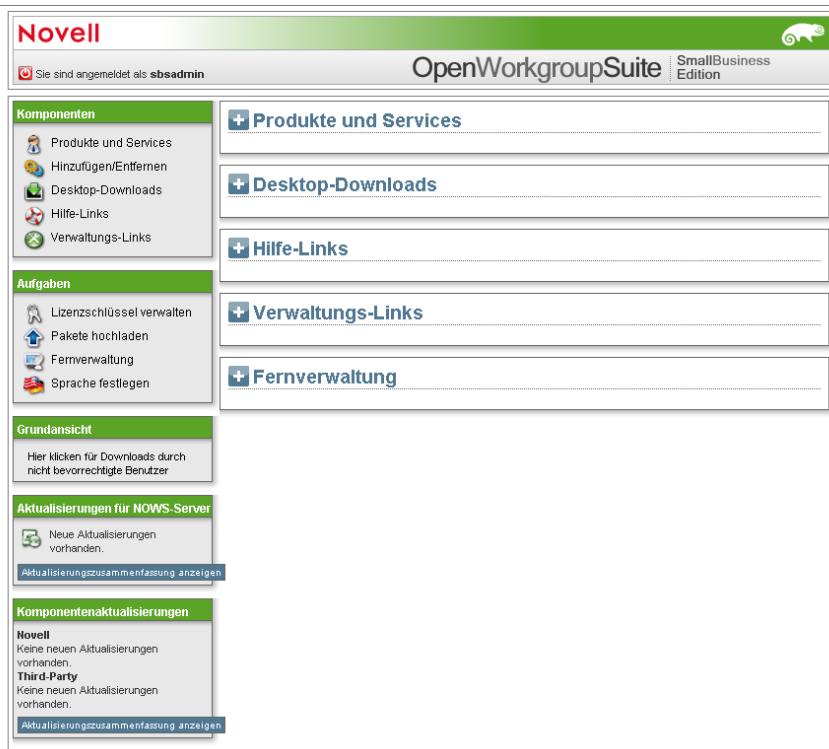 Novell
Sie sind angemeldet als sbsadmin
OpenWorkgroupSuite
SmallBusiness
Edition
Komponenten
Produkte und Services
Hinzufügen/Entfernen
Desktop-Downloads
Hilfe-Links
Verwaltungs-Links
Aufgaben
Lizenzschlüssel verwalten
Pakete hochladen
Fernverwaltung
Sprache festlegen
Grundansicht
Hier klicken für Downloads durch
nicht bevorrechtigte Benutzer
Aktualisierungen für NOWS-Server
Neue Aktualisierungen
vorhanden.
Aktualisierungszusammenfassung anzeigen
Komponentenaktualisierungen
Novell
Keine neuen Aktualisierungen
vorhanden.
Third-Party
Keine neuen Aktualisierungen
vorhanden.
Aktualisierungszusammenfassung anzeigen
Produkte und Services
Desktop-Downloads
Hilfe-Links
Verwaltungs-Links
Fernverwaltung